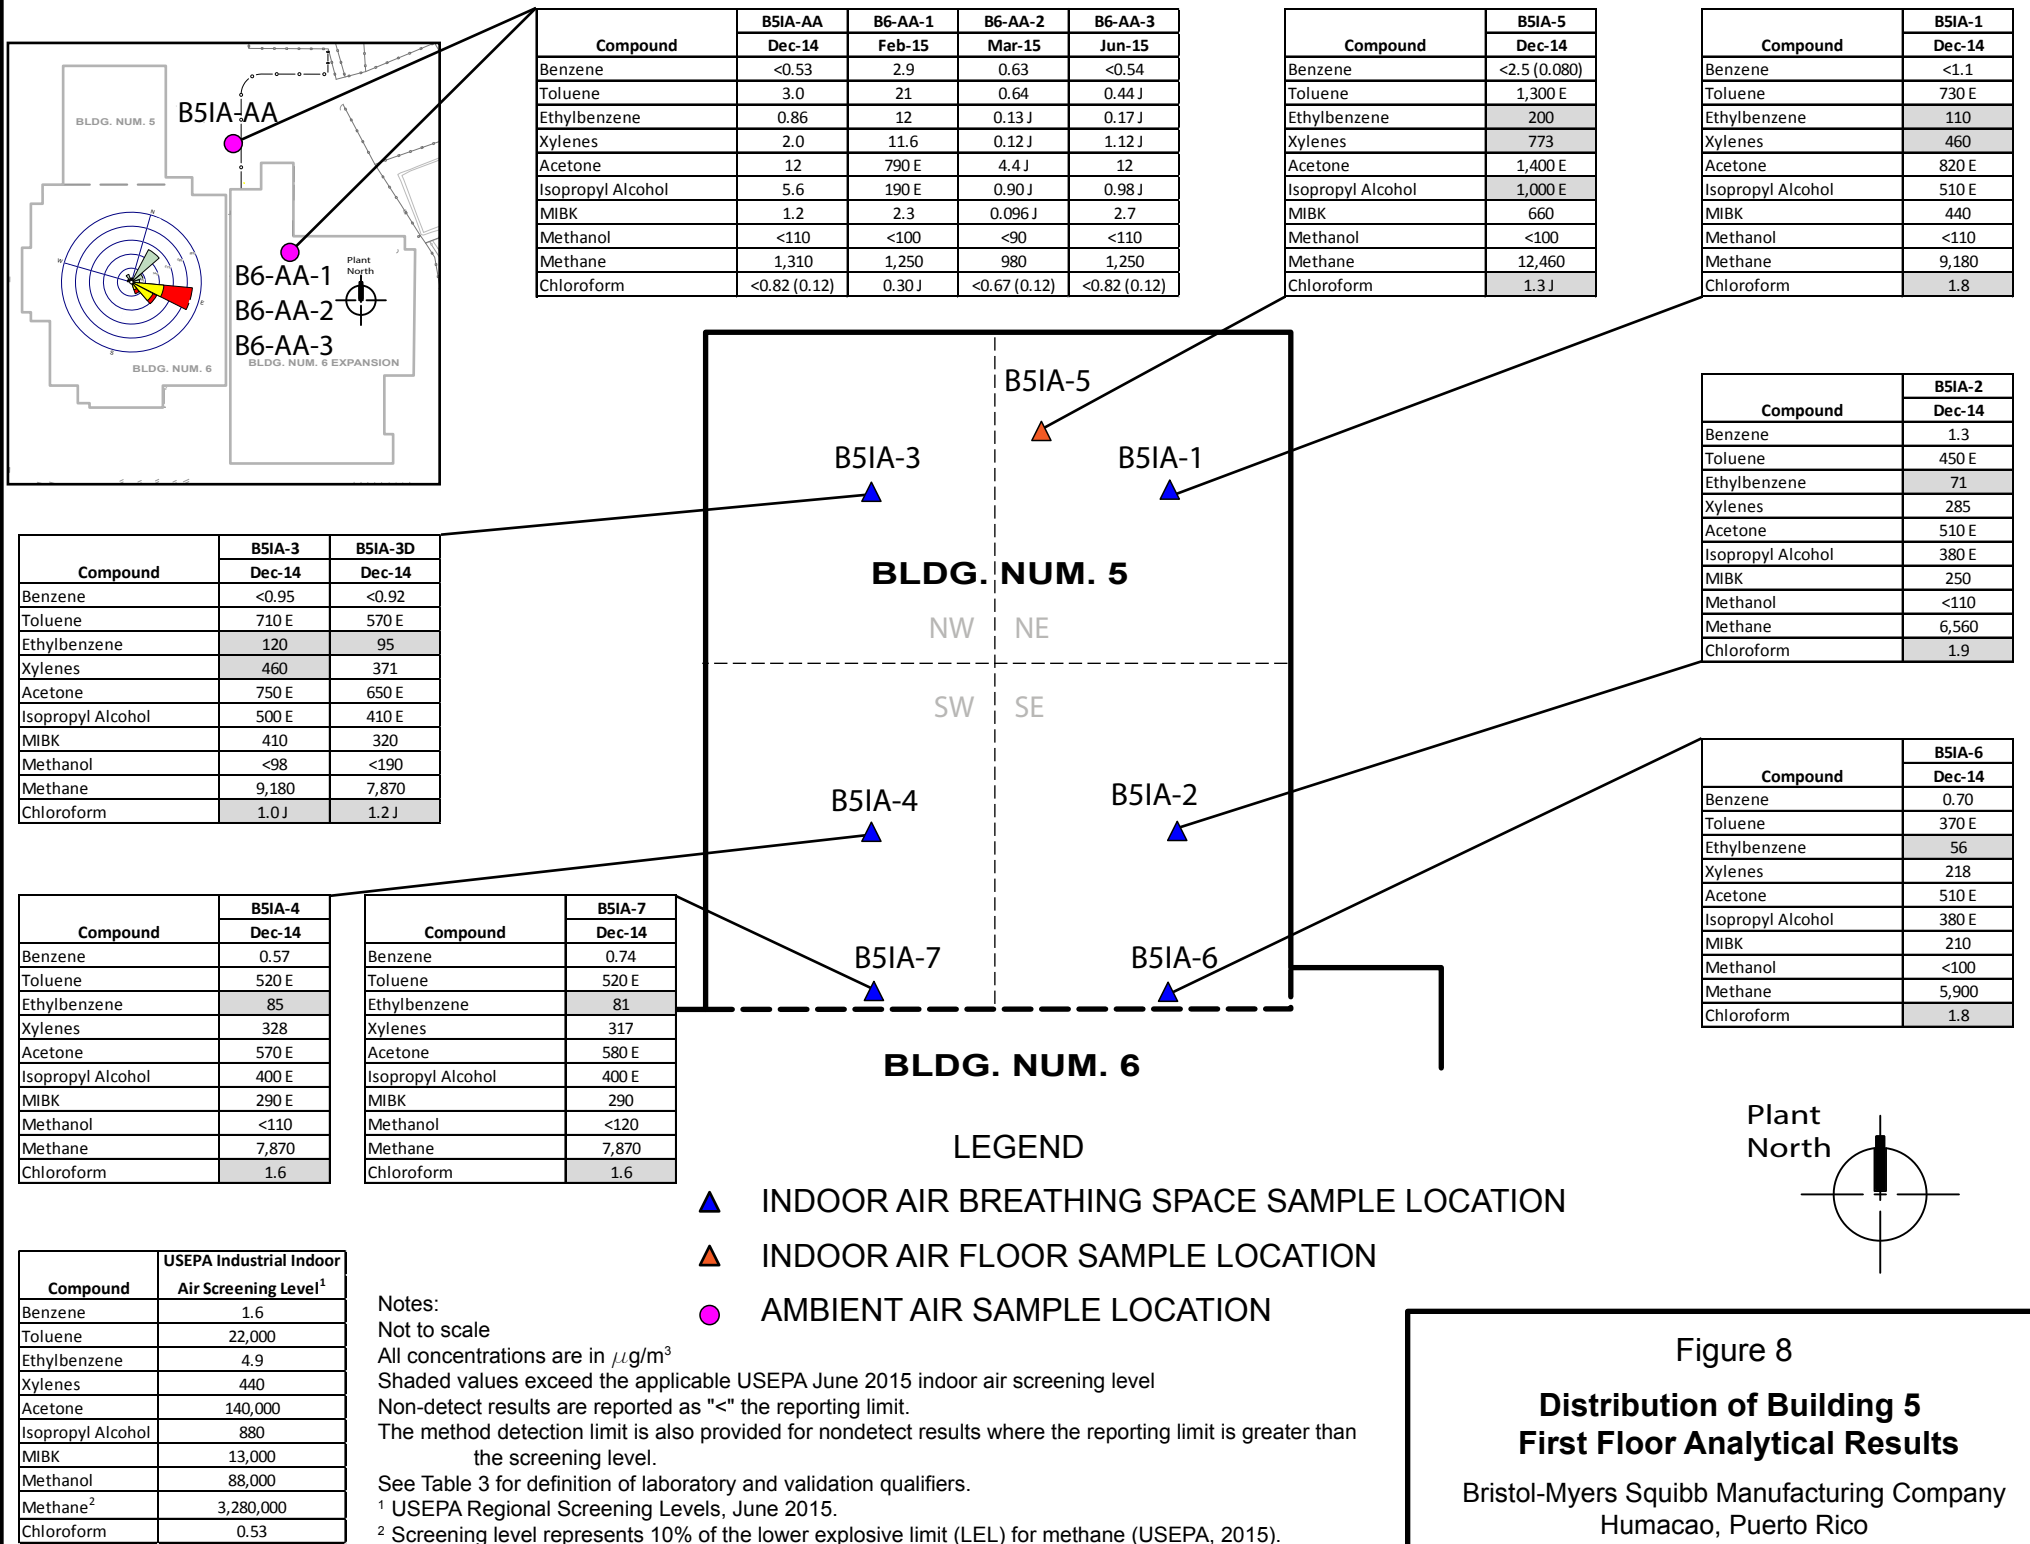 B5IA-AA B6-AA-1 B6-AA-2 B6-AA-3
Compound Dec-14 Feb-15 Mar-15 Jun-15
Benzene <0.53 2.9 0.63 <0.54
Toluene 3.0 21 0.64 0.44 J
Ethylbenzene 0.86 12 0.13 J 0.17 J
Xylenes 2.0 11.6 0.12 J 1.12 J
Acetone 12 790 E 4.4 J 12
Isopropyl Alcohol 5.6 190 E 0.90 J 0.98 J
MIBK 1.2 2.3 0.096 J 2.7
Methanol <110 <100 <90 <110
Methane 1,310 1,250 980 1,250
Chloroform <0.82 (0.12) 0.30 J <0.67 (0.12) <0.82 (0.12)
B5IA-5
Compound Dec-14
Benzene <2.5 (0.080)
Toluene 1,300 E
Ethylbenzene 200
Xylenes 773
Acetone 1,400 E
Isopropyl Alcohol 1,000 E
MIBK 660
Methanol <100
Methane 12,460
Chloroform 1.3 J
B5IA-1
Compound Dec-14
Benzene <1.1
Toluene 730 E
Ethylbenzene 110
Xylenes 460
Acetone 820 E
Isopropyl Alcohol 510 E
MIBK 440
Methanol <110
Methane 9,180
Chloroform 1.8
BLDG. NUM. 5
B5IA-AA
N
W
E
S
B6-AA-1
B6-AA-2
B6-AA-3
Plant
North
BLDG. NUM. 6
BLDG. NUM. 6 EXPANSION
B5IA-5
B5IA-3
B5IA-1
BLDG. NUM. 5
NW NE
SW SE
B5IA-4
B5IA-2
B5IA-7
B5IA-6
BLDG. NUM. 6
B5IA-2
Compound Dec-14
Benzene 1.3
Toluene 450 E
Ethylbenzene 71
Xylenes 285
Acetone 510 E
Isopropyl Alcohol 380 E
MIBK 250
Methanol <110
Methane 6,560
Chloroform 1.9
B5IA-3 B5IA-3D
Compound Dec-14 Dec-14
Benzene <0.95 <0.92
Toluene 710 E 570 E
Ethylbenzene 120 95
Xylenes 460 371
Acetone 750 E 650 E
Isopropyl Alcohol 500 E 410 E
MIBK 410 320
Methanol <98 <190
Methane 9,180 7,870
Chloroform 1.0 J 1.2 J
B5IA-6
Compound Dec-14
Benzene 0.70
Toluene 370 E
Ethylbenzene 56
Xylenes 218
Acetone 510 E
Isopropyl Alcohol 380 E
MIBK 210
Methanol <100
Methane 5,900
Chloroform 1.8
B5IA-4
Compound Dec-14
Benzene 0.57
Toluene 520 E
Ethylbenzene 85
Xylenes 328
Acetone 570 E
Isopropyl Alcohol 400 E
MIBK 290 E
Methanol <110
Methane 7,870
Chloroform 1.6
B5IA-7
Compound Dec-14
Benzene 0.74
Toluene 520 E
Ethylbenzene 81
Xylenes 317
Acetone 580 E
Isopropyl Alcohol 400 E
MIBK 290
Methanol <120
Methane 7,870
Chloroform 1.6
LEGEND
INDOOR AIR BREATHING SPACE SAMPLE LOCATION
INDOOR AIR FLOOR SAMPLE LOCATION
AMBIENT AIR SAMPLE LOCATION
Plant
North
USEPA Industrial Indoor
Compound Air Screening Level¹
Benzene 1.6
Toluene 22,000
Ethylbenzene 4.9
Xylenes 440
Acetone 140,000
Isopropyl Alcohol 880
MIBK 13,000
Methanol 88,000
Methane² 3,280,000
Chloroform 0.53
Notes:
Not to scale
All concentrations are in µg/m³
Shaded values exceed the applicable USEPA June 2015 indoor air screening level
Non-detect results are reported as "<" the reporting limit.
The method detection limit is also provided for nondetect results where the reporting limit is greater than
the screening level.
See Table 3 for definition of laboratory and validation qualifiers.
¹ USEPA Regional Screening Levels, June 2015.
² Screening level represents 10% of the lower explosive limit (LEL) for methane (USEPA, 2015).
Figure 8
Distribution of Building 5
First Floor Analytical Results
Bristol-Myers Squibb Manufacturing Company
Humacao, Puerto Rico